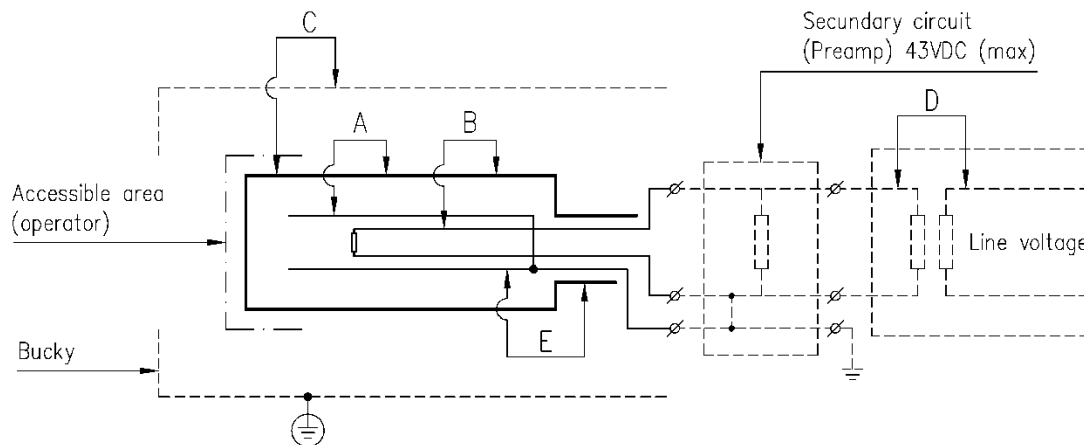 C
Secundary circuit
(Preamp) 43VDC (max)
A
B
D
Accessible area
(operator)
Line voltage
E
Bucky